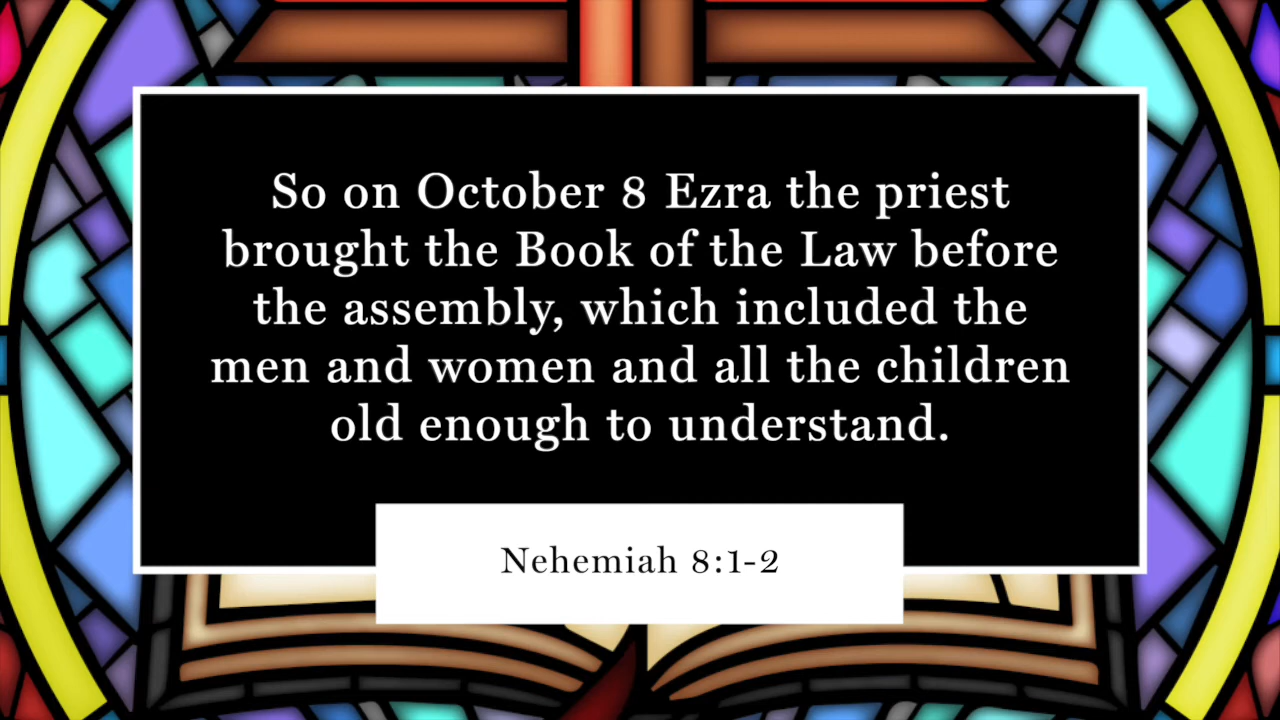 So on October 8 Ezra the priest
brought the Book of the Law before
the assembly, which included the
men and women and all the children
old enough to understand.
Nehemiah 8:1-2